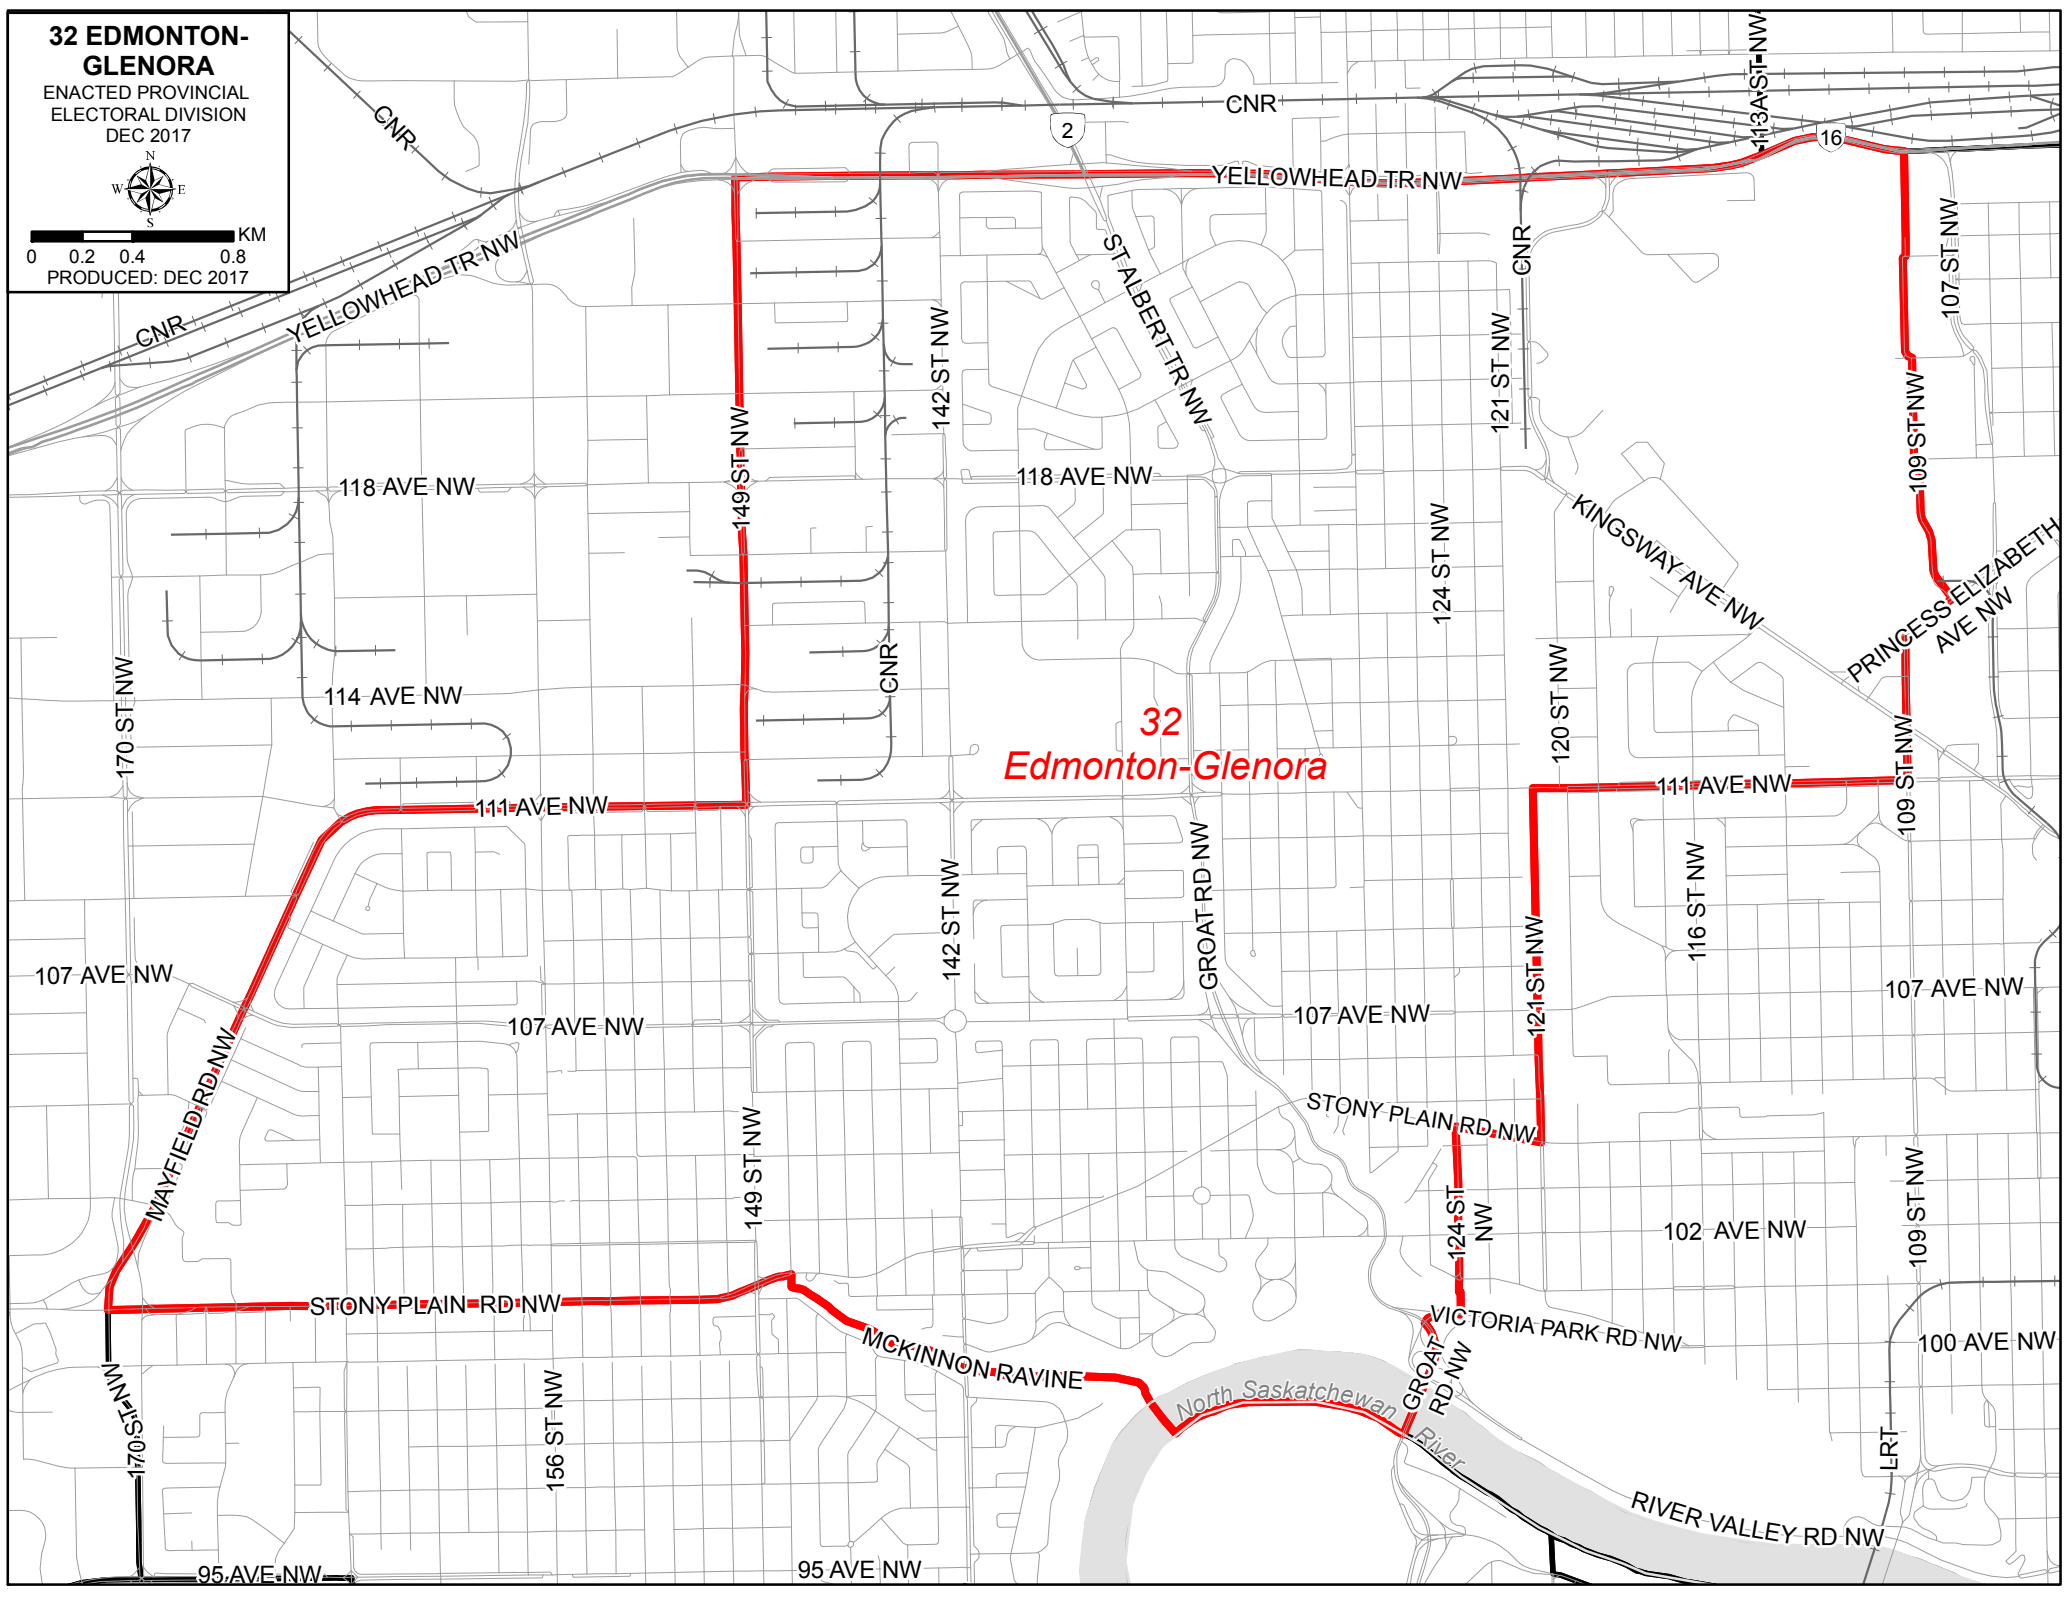 32 EDMONTON-
GLENORA
ENACTED PROVINCIAL
ELECTORAL DIVISION
DEC 2017
N
W E
S
KM
0 0.2 0.4 0.8
PRODUCED: DEC 2017
CNR
CNR
2
113A ST NW
16
YELLOWHEAD TR NW
YELLOWHEAD TR NW
CNR
CNR
107 ST NW
ST ALBERT TR NW
142 ST NW
121 ST NW
109 ST NW
149 ST NW
118 AVE NW
118 AVE NW
KINGSWAY AVE NW
124 ST NW
PRINCESS ELIZABETH
AVE NW
170 ST NW
114 AVE NW
CNR
120 ST NW
32
Edmonton-Glenora
109 ST NW
111 AVE NW
111 AVE NW
GROAT RD NW
142 ST NW
116 ST NW
121 ST NW
107 AVE NW
107 AVE NW
107 AVE NW
107 AVE NW
MAYFIELD RD NW
STONY PLAIN RD NW
149 ST NW
124 ST
NW
102 AVE NW
109 ST NW
STONY PLAIN RD NW
VICTORIA PARK RD NW
100 AVE NW
MCKINNON RAVINE
GROAT
RD NW
170 ST NW
156 ST NW
North Saskatchewan
River
LRT
RIVER VALLEY RD NW
95 AVE NW
95 AVE NW